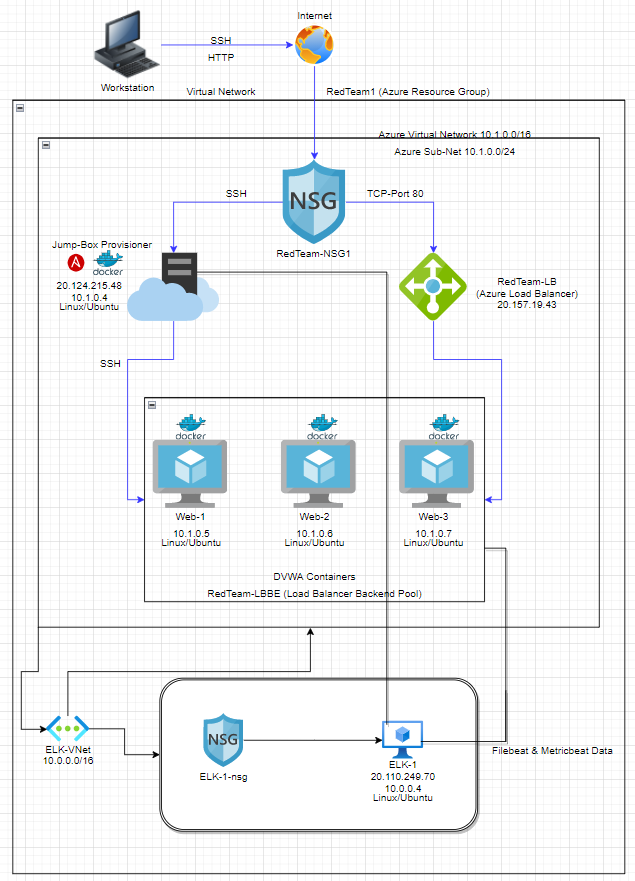 Internet
SSH
HTTP
Workstation
Virtual Network
RedTeam1 (Azure Resource Group)
Azure Virtual Network 10.1.0.0/16
Azure Sub-Net 10.1.0.0/24
NSG
SSH
TCP-Port 80
RedTeam-NSG1
Jump-Box Provisioner
A
docker
20.124.215.48
10.1.0.4
Linux/Ubuntu
RedTeam-LB
(Azure Load Balancer)
20.157.19.43
SSH
docker
docker
docker
Web-1
Web-2
Web-3
10.1.0.5
10.1.0.6
10.1.0.7
Linux/Ubuntu
Linux/Ubuntu
Linux/Ubuntu
DVWA Containers
RedTeam-LBBE (Load Balancer Backend Pool)
ELK-VNet
10.0.0.0/16
NSG
ELK-1-nsg
ELK-1
20.110.249.70
10.0.0.4
Linux/Ubuntu
Filebeat & Metricbeat Data